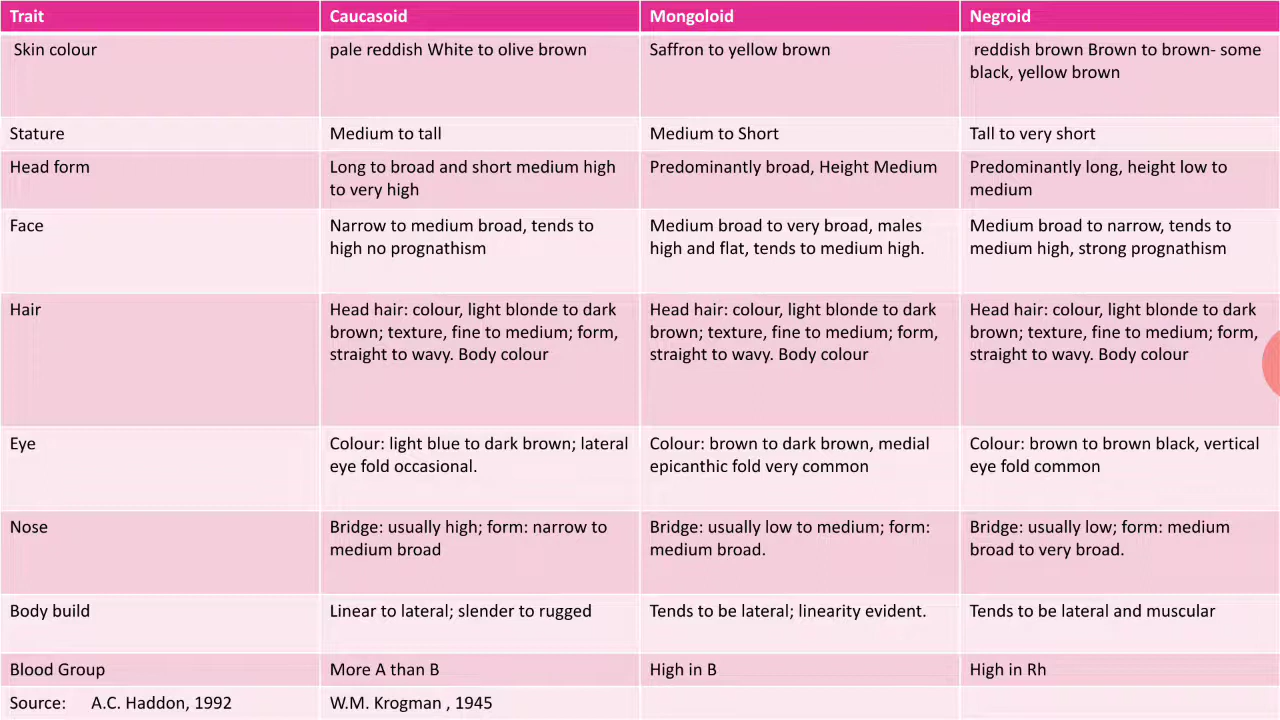 Trait Caucasoid Mongoloid Negroid
Skin colour pale reddish White to olive brown Saffron to yellow brown reddish brown Brown to brown- some
black, yellow brown
Stature Medium to tall Medium to Short Tall to very short
Head form Long to broad and short medium high Predominantly broad, Height Medium Predominantly long, height low to
to very high medium
Face Narrow to medium broad, tends to Medium broad to very broad, males Medium broad to narrow, tends to
high no prognathism high and flat, tends to medium high. medium high, strong prognathism
Hair Head hair: colour, light blonde to dark Head hair: colour, light blonde to dark Head hair: colour, light blonde to dark
brown; texture, fine to medium; form, brown; texture, fine to medium; form, brown; texture, fine to medium; form,
straight to wavy. Body colour straight to wavy. Body colour straight to wavy. Body colour
Eye Colour: light blue to dark brown; lateral Colour: brown to dark brown, medial Colour: brown to brown black, vertical
eye fold occasional. epicanthic fold very common eye fold common
Nose Bridge: usually high; form: narrow to Bridge: usually low to medium; form: Bridge: usually low; form: medium
medium broad medium broad. broad to very broad.
Body build Linear to lateral; slender to rugged Tends to be lateral; linearity evident. Tends to be lateral and muscular
Blood Group More A than B High in B High in Rh
Source: A.C. Haddon, 1992 W.M. Krogman , 1945